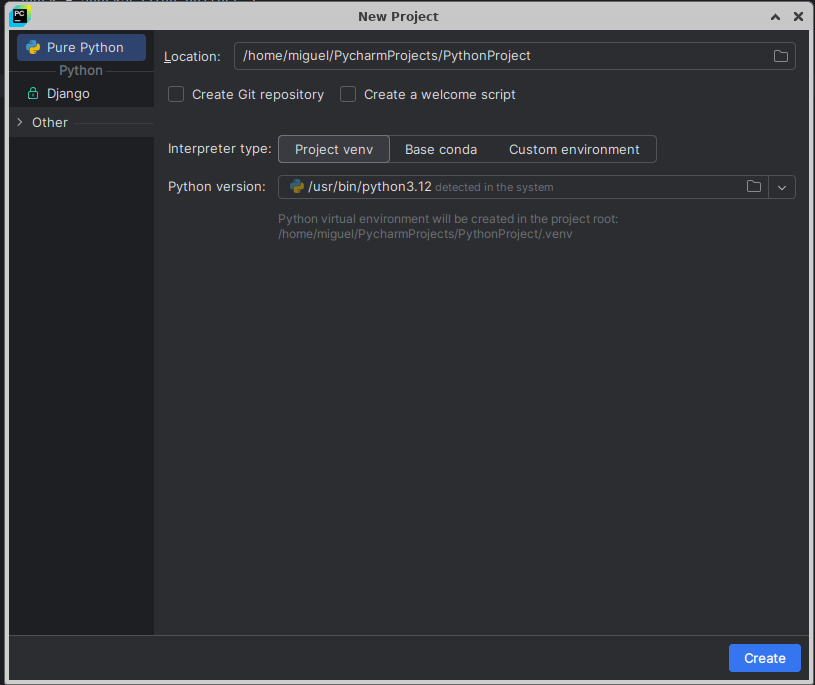 New Project
PC
Pure Python
Python
Django
Other
Location: /home/miguel/PycharmProjects/PythonProject
Create Git repository Create a welcome script
Interpreter type: Project venv Base conda Custom environment
Python version: /usr/bin/python3.12 detected in the system
Python virtual environment will be created in the project root:
/home/miguel/PycharmProjects/PythonProject/.venv
Create